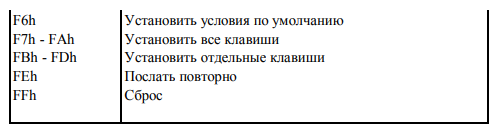 F6h Установить условия по умолчанию
F7h - FAh Установить все клавиши
FBh - FDh Установить отдельные клавиши
FEh Послать повторно
FFh Сброс